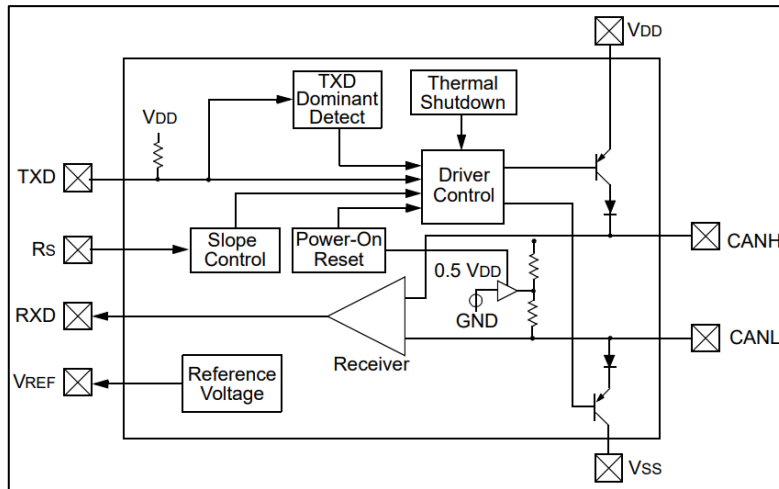 VDD
TXD
Dominant
Detect
Thermal
Shutdown
VDD
TXD
Driver
Control
RS
Slope
Control
Power-On
Reset
CANH
0.5 VDD
GND
RXD
Receiver
CANL
VREF
Reference
Voltage
VSS